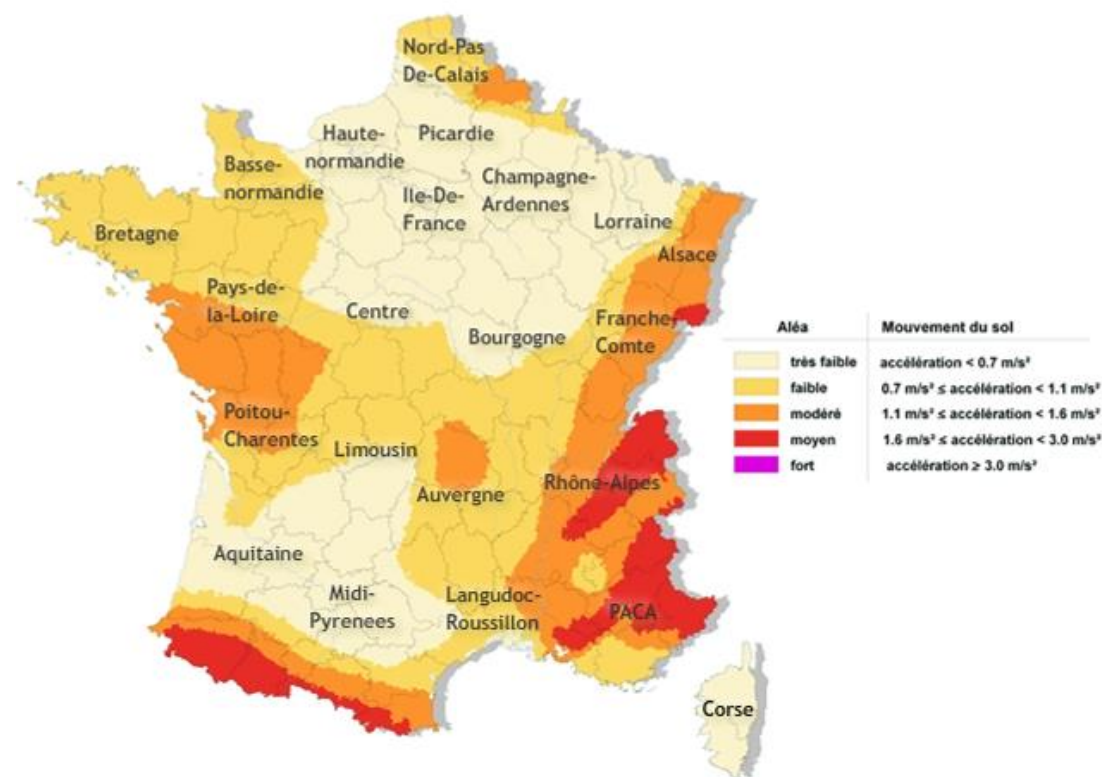 Nord-Pas
De-Calais
Haute-
normandie
Picardie
Basse-
normandie
Ile-De-
France
Champagne-
Ardennes
Lorraine
Bretagne
Alsace
Pays-de-
la-Loire
Centre
Bourgogne
Franche-
Comte
Poitou-
Charentes
Limousin
Auvergne
Rhône-Alpes
Aquitaine
Midi-
Pyrenees
Langudoc-
Roussillon
PACA
Corse
Aléa Mouvement du sol
très faible accélération < 0.7 m/s²
faible 0.7 m/s² ≤ accélération < 1.1 m/s²
modéré 1.1 m/s² ≤ accélération < 1.6 m/s²
moyen 1.6 m/s² ≤ accélération < 3.0 m/s²
fort accélération ≥ 3.0 m/s²